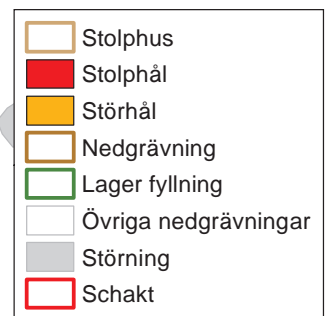 Stolphus
Stolphål
Störhål
Nedgrävning
Lager fyllning
Övriga nedgrävningar
Störning
Schakt